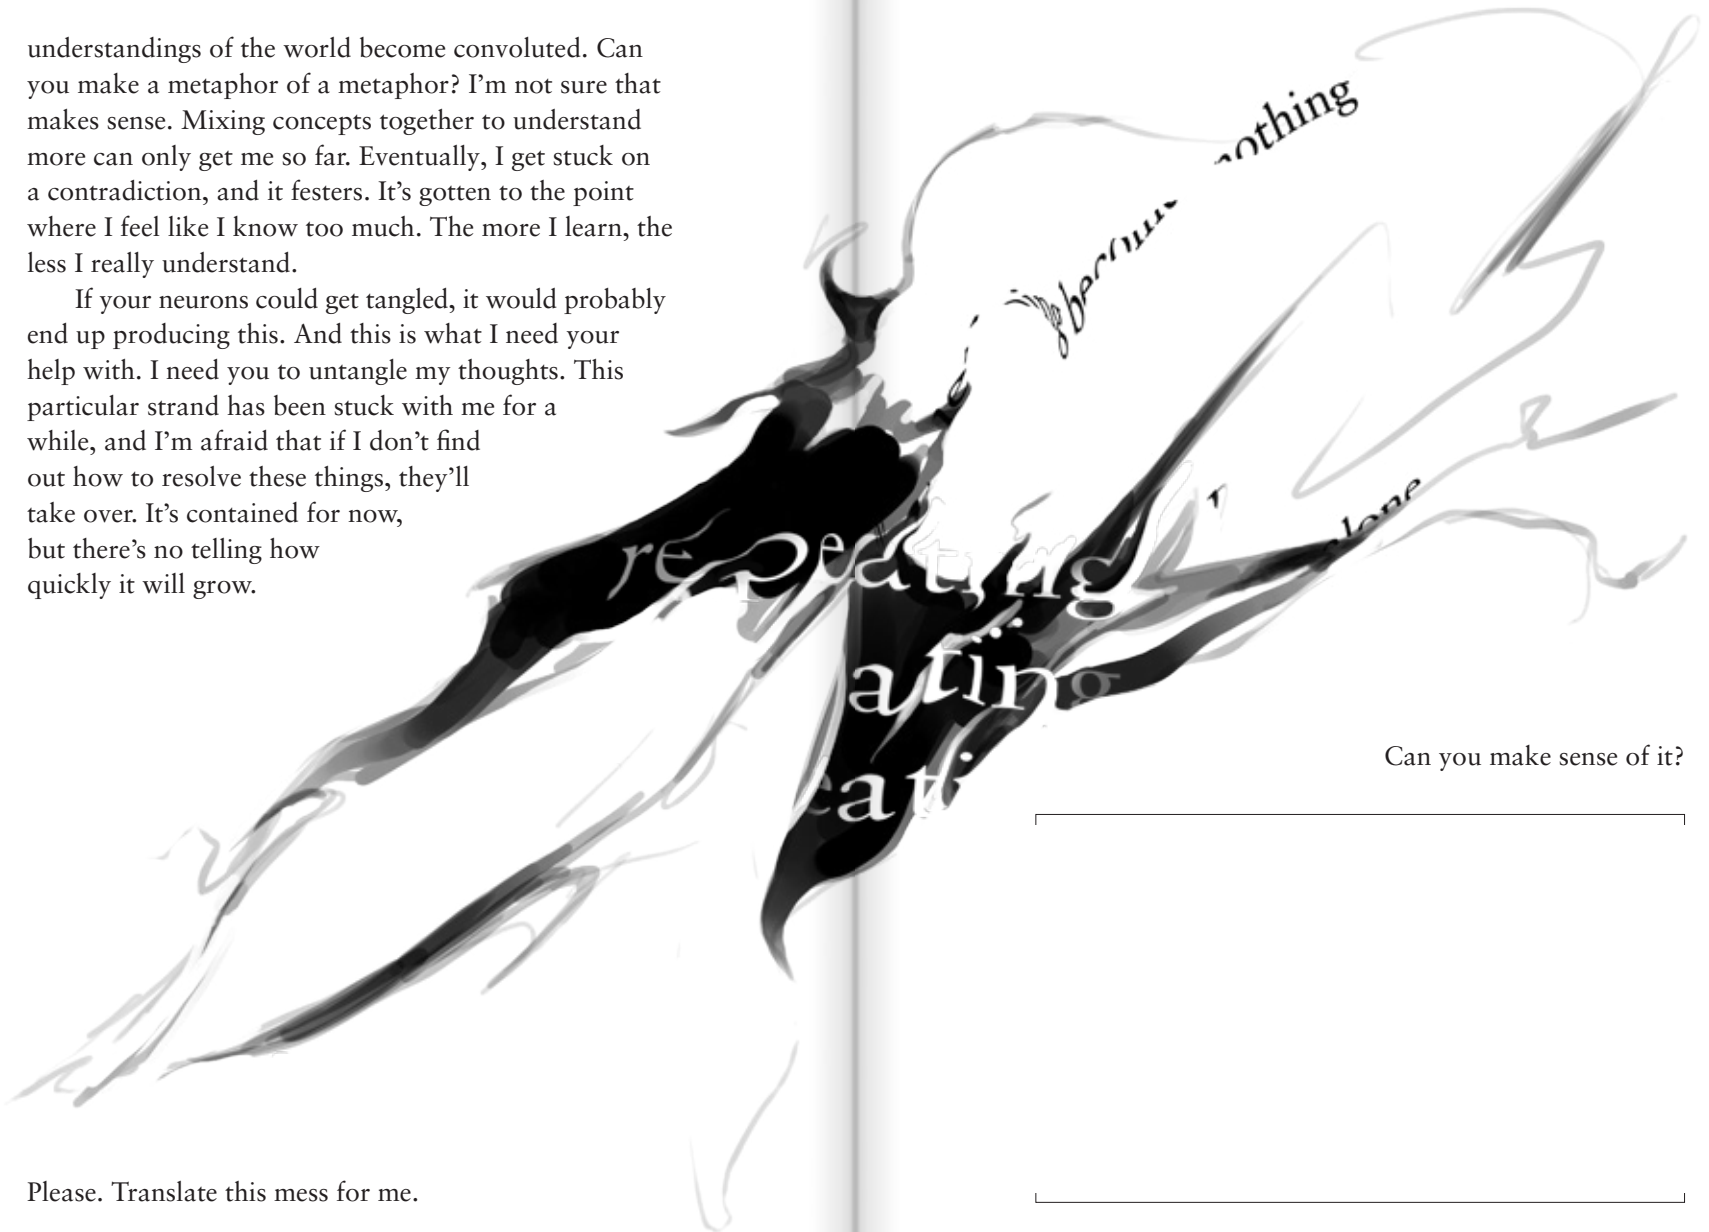 understandings of the world become convoluted. Can
you make a metaphor of a metaphor? I’m not sure that
makes sense. Mixing concepts together to understand
more can only get me so far. Eventually, I get stuck on
a contradiction, and it festers. It’s gotten to the point
where I feel like I know too much. The more I learn, the
less I really understand.
If your neurons could get tangled, it would probably
end up producing this. And this is what I need your
help with. I need you to untangle my thoughts. This
particular strand has been stuck with me for a
while, and I’m afraid that if I don’t find
out how to resolve these things, they’ll
take over. It’s contained for now,
but there’s no telling how
quickly it will grow.
Please. Translate this mess for me.
nothing
repeating
ating
eati
alone
Can you make sense of it?